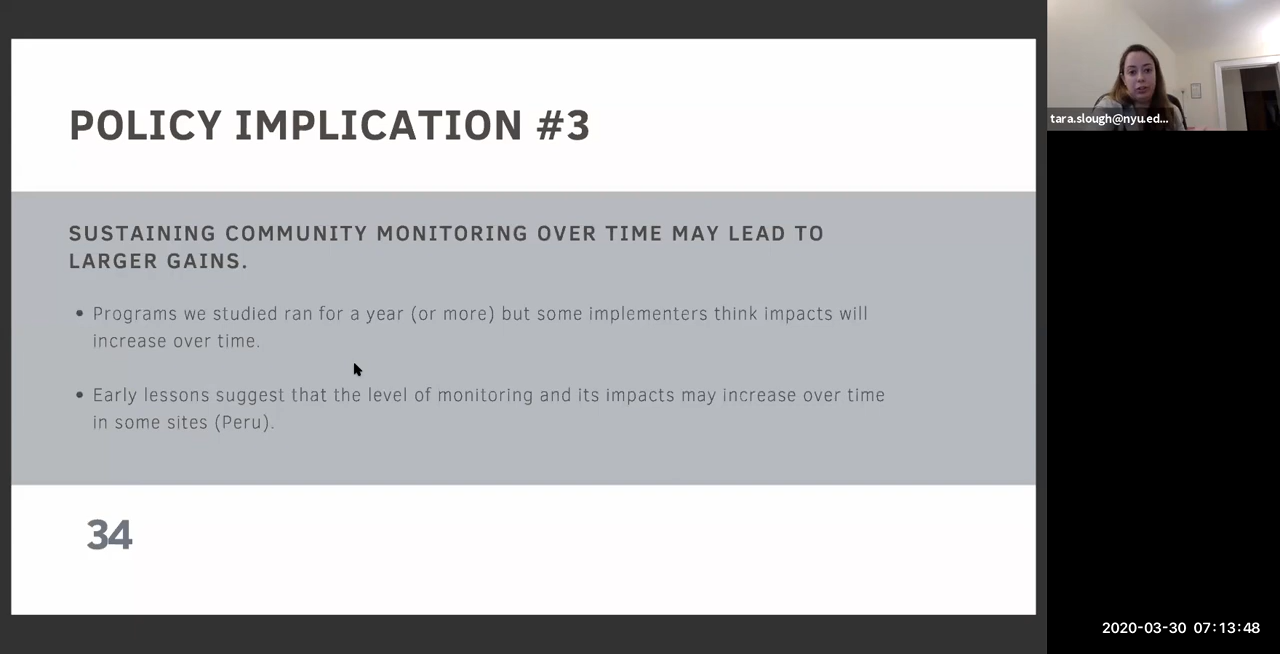 POLICY IMPLICATION #3
SUSTAINING COMMUNITY MONITORING OVER TIME MAY LEAD TO
LARGER GAINS.
• Programs we studied ran for a year (or more) but some implementers think impacts will
increase over time.
• Early lessons suggest that the level of monitoring and its impacts may increase over time
in some sites (Peru).
34
tara.slough@nyu.ed...
2020-03-30 07:13:48